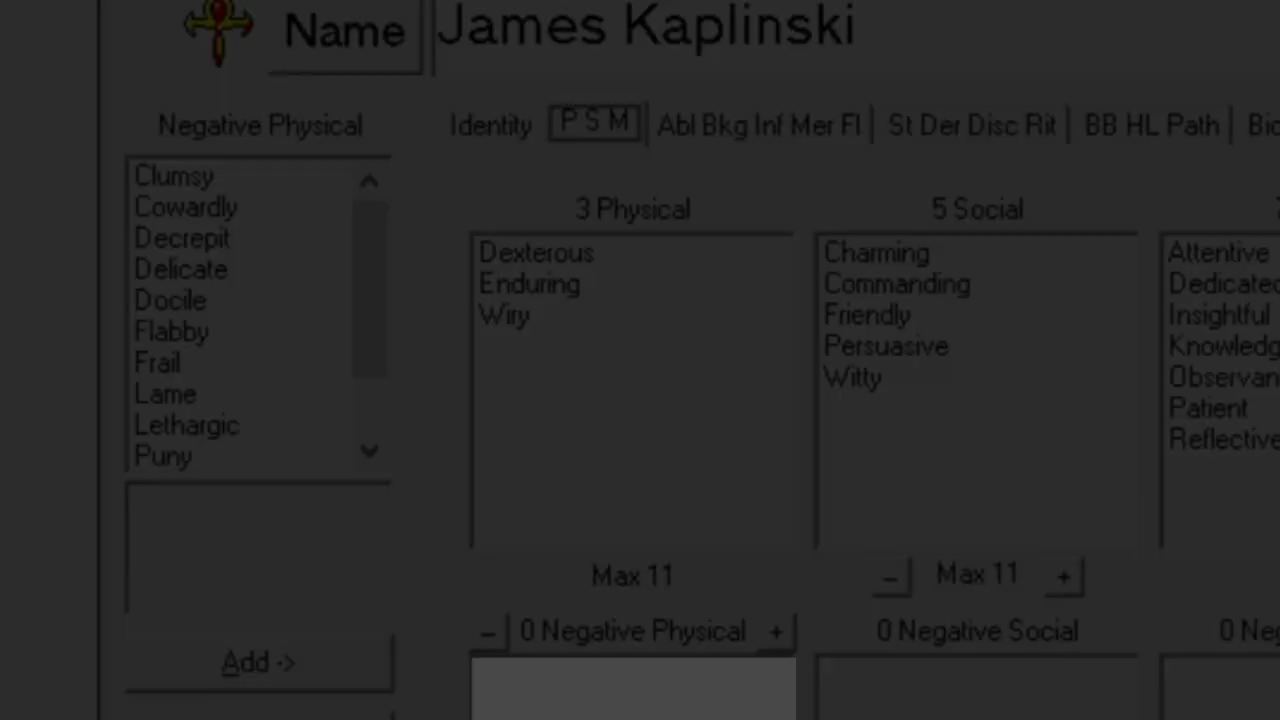 Name James Kaplinski
Negative Physical
Identity P S M Abl Bkg Inf Mer Fl St Der Disc Rit BB HL Path
Clumsy
Cowardly
Decrepit
Delicate
Docile
Flabby
Frail
Lame
Lethargic
Puny
Add ->
3 Physical
Dexterous
Enduring
Wiry
Max 11
- 0 Negative Physical +
5 Social
Charming
Commanding
Friendly
Persuasive
Witty
- Max 11 +
0 Negative Social
Attentive
Dedicated
Insightful
Patient
Reflective
0